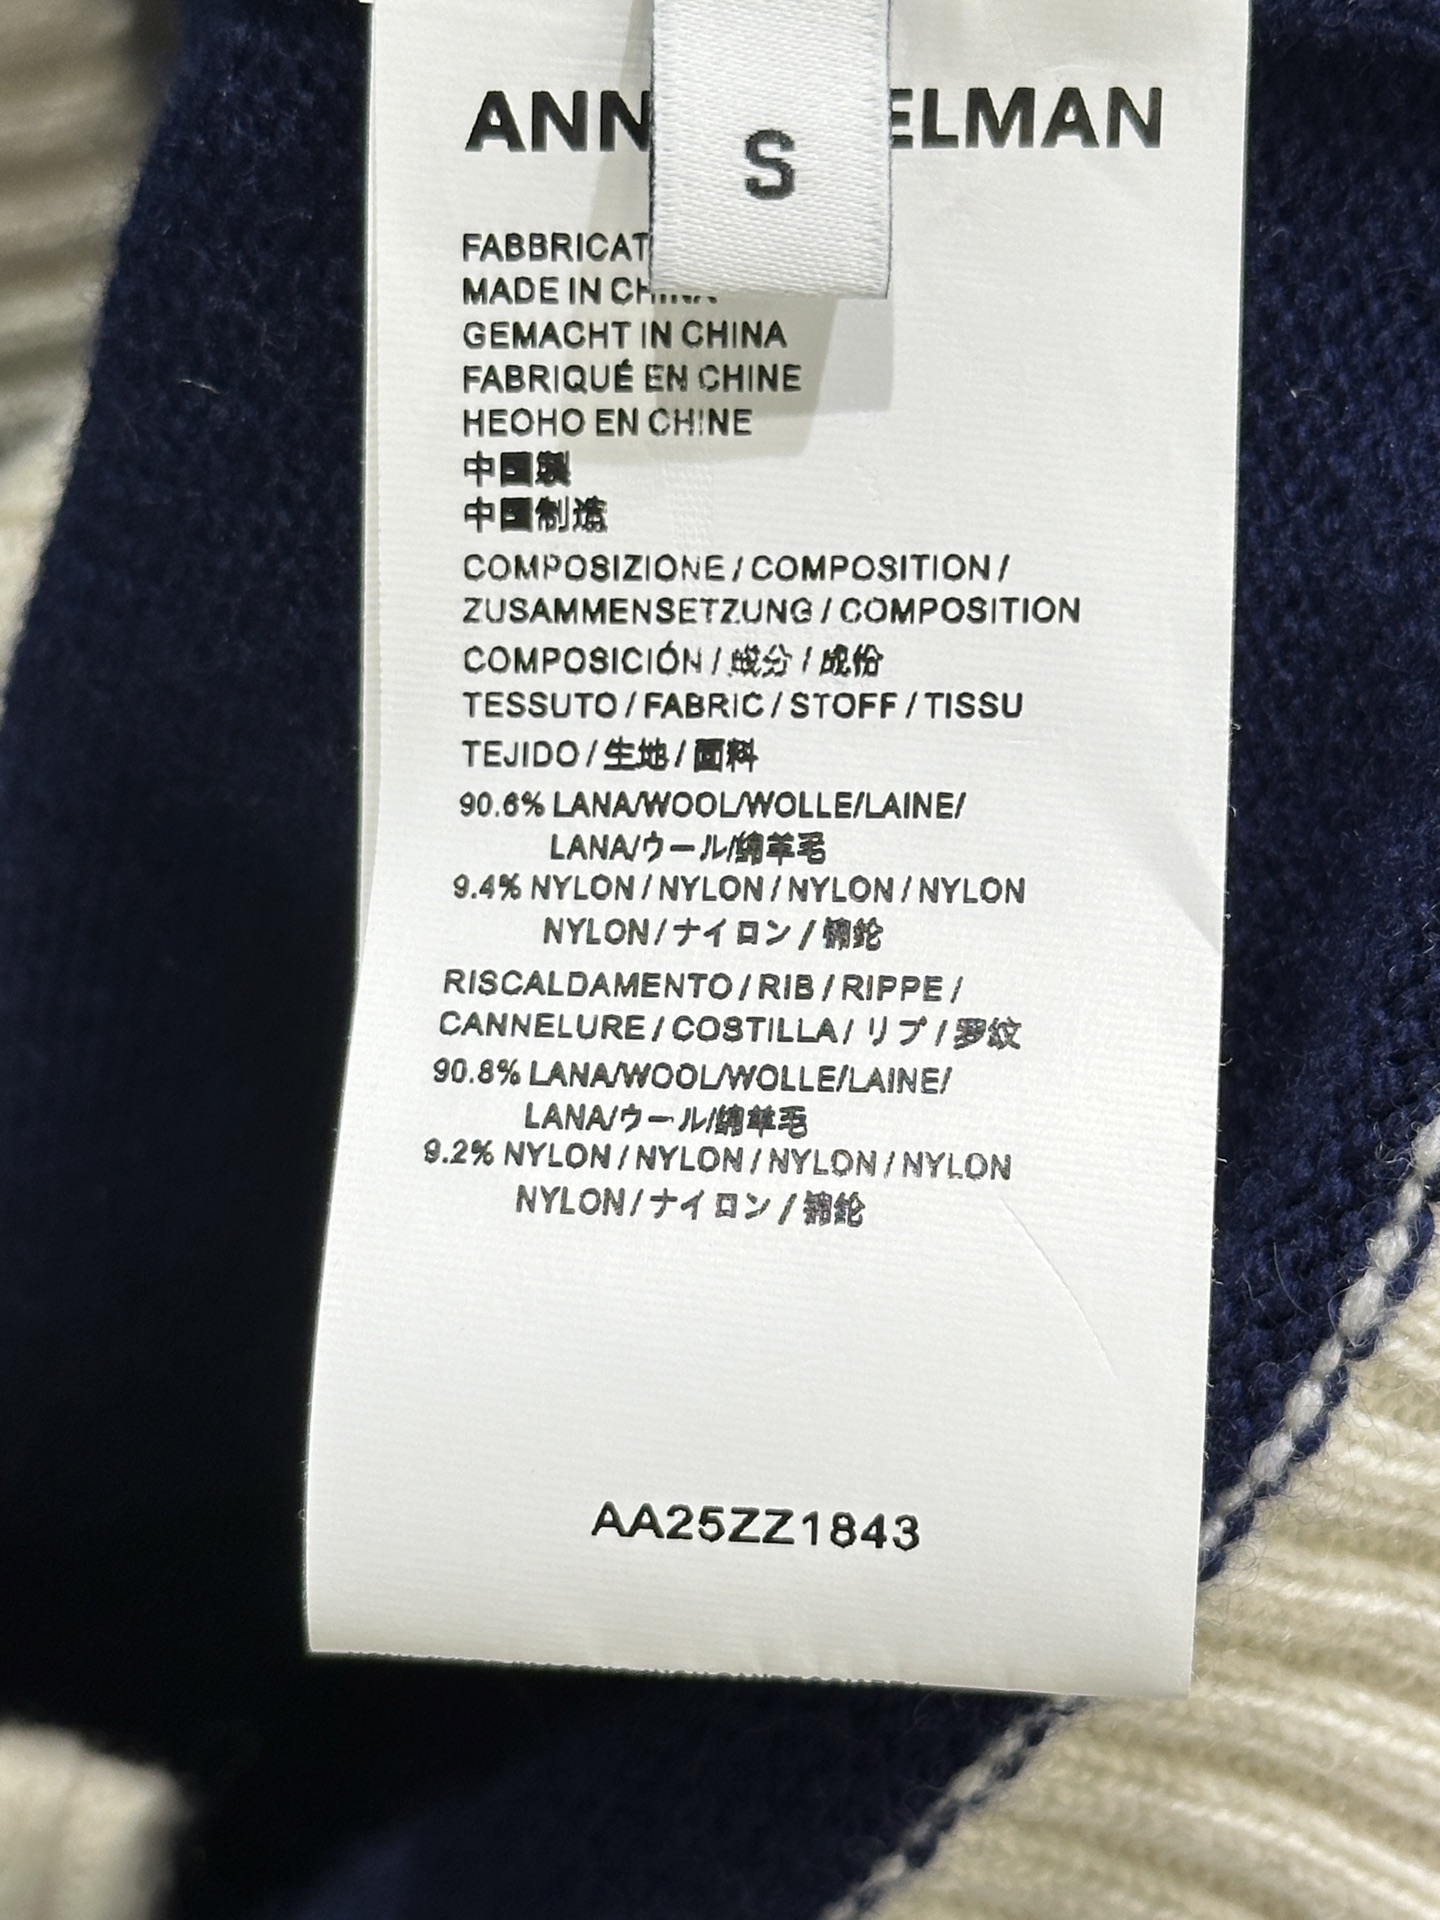 ANN ELMAN
S
FABBRICAT
MADE IN CHINA
GEMACHT IN CHINA
FABRIQUÉ EN CHINE
HEOHO EN CHINE
中国製
中国制造
COMPOSIZIONE / COMPOSITION /
ZUSAMMENSETZUNG / COMPOSITION
COMPOSICIÓN / 成分 / 成份
TESSUTO / FABRIC / STOFF / TISSU
TEJIDO / 生地 / 面料
90.6% LANA/WOOL/WOLLE/LAINE/
LANA/ウール/绵羊毛
9.4% NYLON / NYLON / NYLON / NYLON
NYLON / ナイロン / 锦纶
RISCALDAMENTO / RIB / RIPPE /
CANNELURE / COSTILLA / リブ / 罗纹
90.8% LANA/WOOL/WOLLE/LAINE/
LANA/ウール/绵羊毛
9.2% NYLON / NYLON / NYLON / NYLON
NYLON / ナイロン / 锦纶
AA25ZZ1843